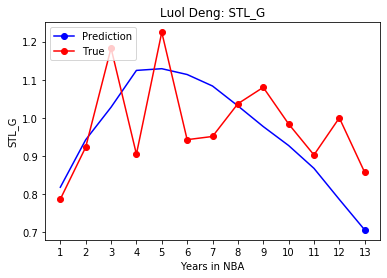 Luol Deng: STL_G
Prediction
True
STL_G
1.2
1.1
1.0
0.9
0.8
0.7
1 2 3 4 5 6 7 8 9 10 11 12 13
Years in NBA